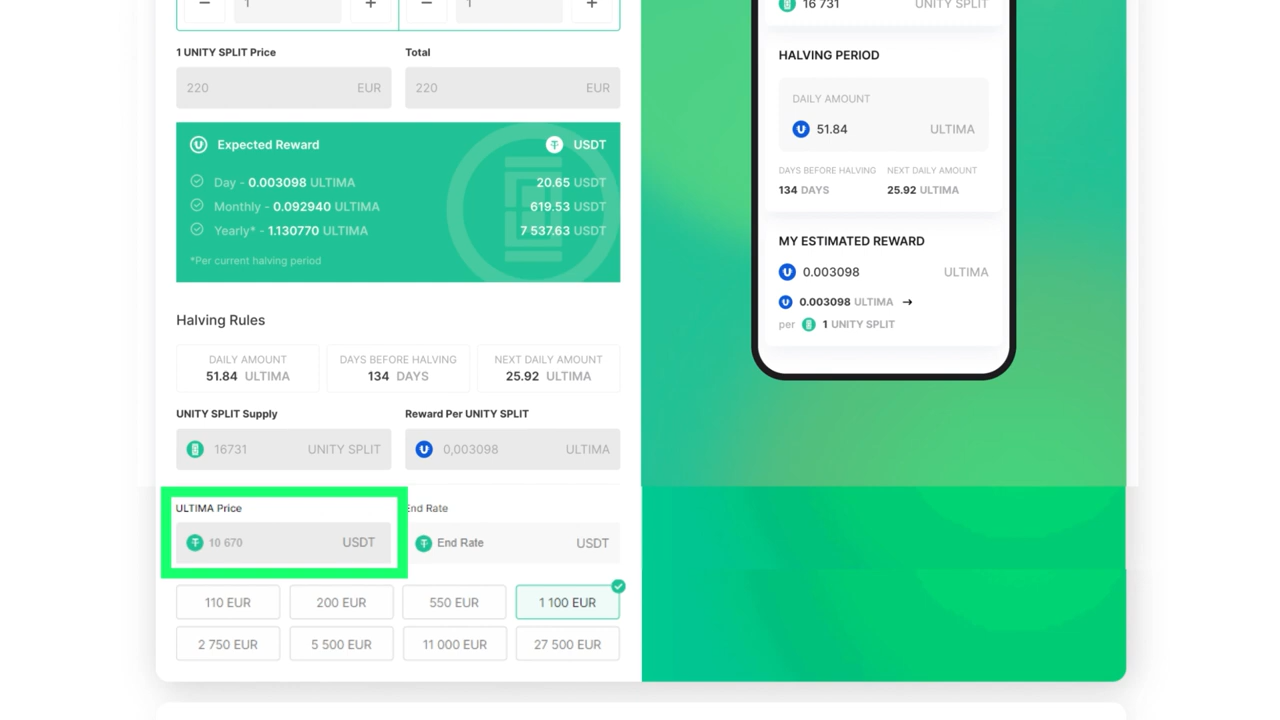 − 1 + − 1 +
1 UNITY SPLIT Price Total
220 EUR 220 EUR
Expected Reward USDT
Day - 0.003098 ULTIMA 20.65 USDT
Monthly - 0.092940 ULTIMA 619.53 USDT
Yearly* - 1.130770 ULTIMA 7 537.63 USDT
*Per current halving period
Halving Rules
DAILY AMOUNT DAYS BEFORE HALVING NEXT DAILY AMOUNT
51.84 ULTIMA 134 DAYS 25.92 ULTIMA
UNITY SPLIT Supply Reward Per UNITY SPLIT
16731 UNITY SPLIT 0,003098 ULTIMA
ULTIMA Price End Rate
10 670 USDT End Rate USDT
110 EUR 200 EUR 550 EUR 1 100 EUR
2 750 EUR 5 500 EUR 11 000 EUR 27 500 EUR
16 731 UNITY SPLIT
HALVING PERIOD
DAILY AMOUNT
51.84 ULTIMA
DAYS BEFORE HALVING NEXT DAILY AMOUNT
134 DAYS 25.92 ULTIMA
MY ESTIMATED REWARD
0.003098 ULTIMA
0.003098 ULTIMA →
per 1 UNITY SPLIT